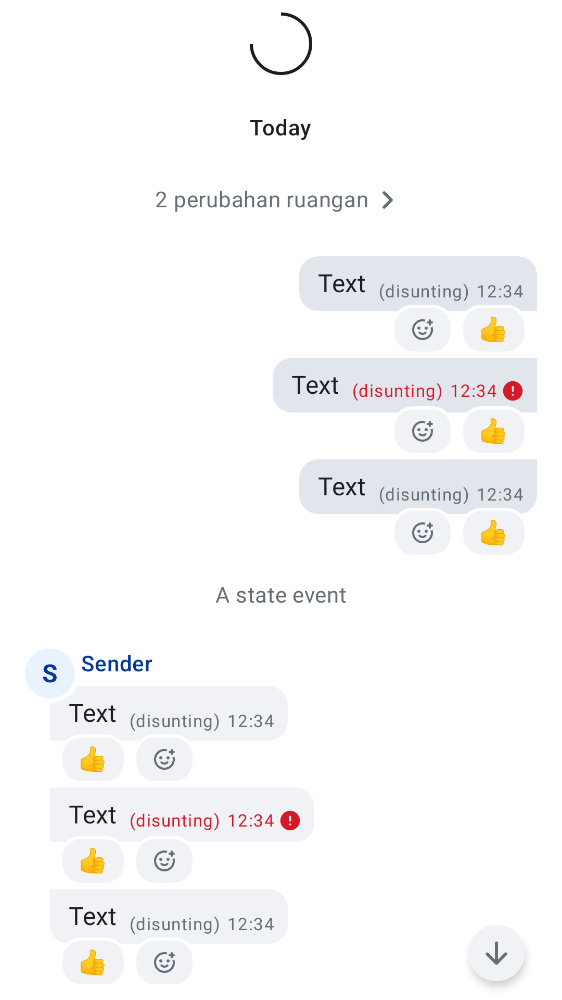 Today
2 perubahan ruangan
Text (disunting) 12:34
👍
Text (disunting) 12:34
👍
Text (disunting) 12:34
👍
A state event
S Sender
Text (disunting) 12:34
👍
Text (disunting) 12:34
👍
Text (disunting) 12:34
👍